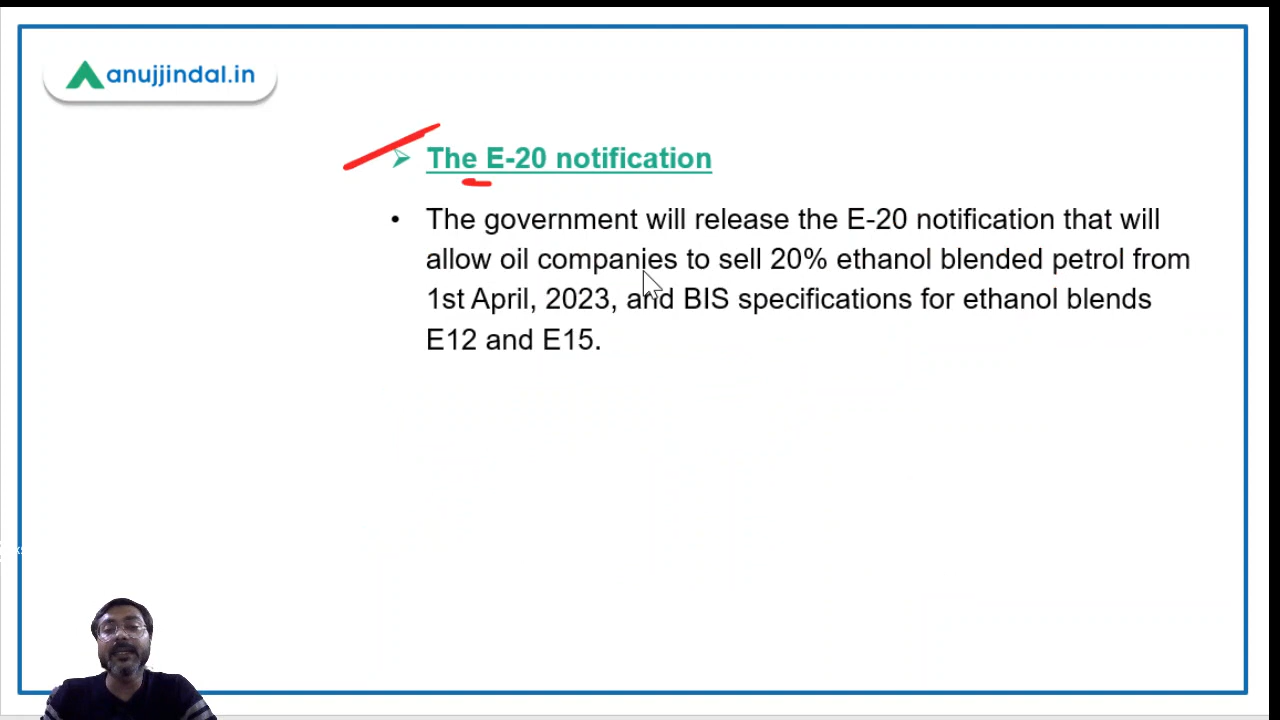 anujjindal.in
The E-20 notification
• The government will release the E-20 notification that will
allow oil companies to sell 20% ethanol blended petrol from
1st April, 2023, and BIS specifications for ethanol blends
E12 and E15.